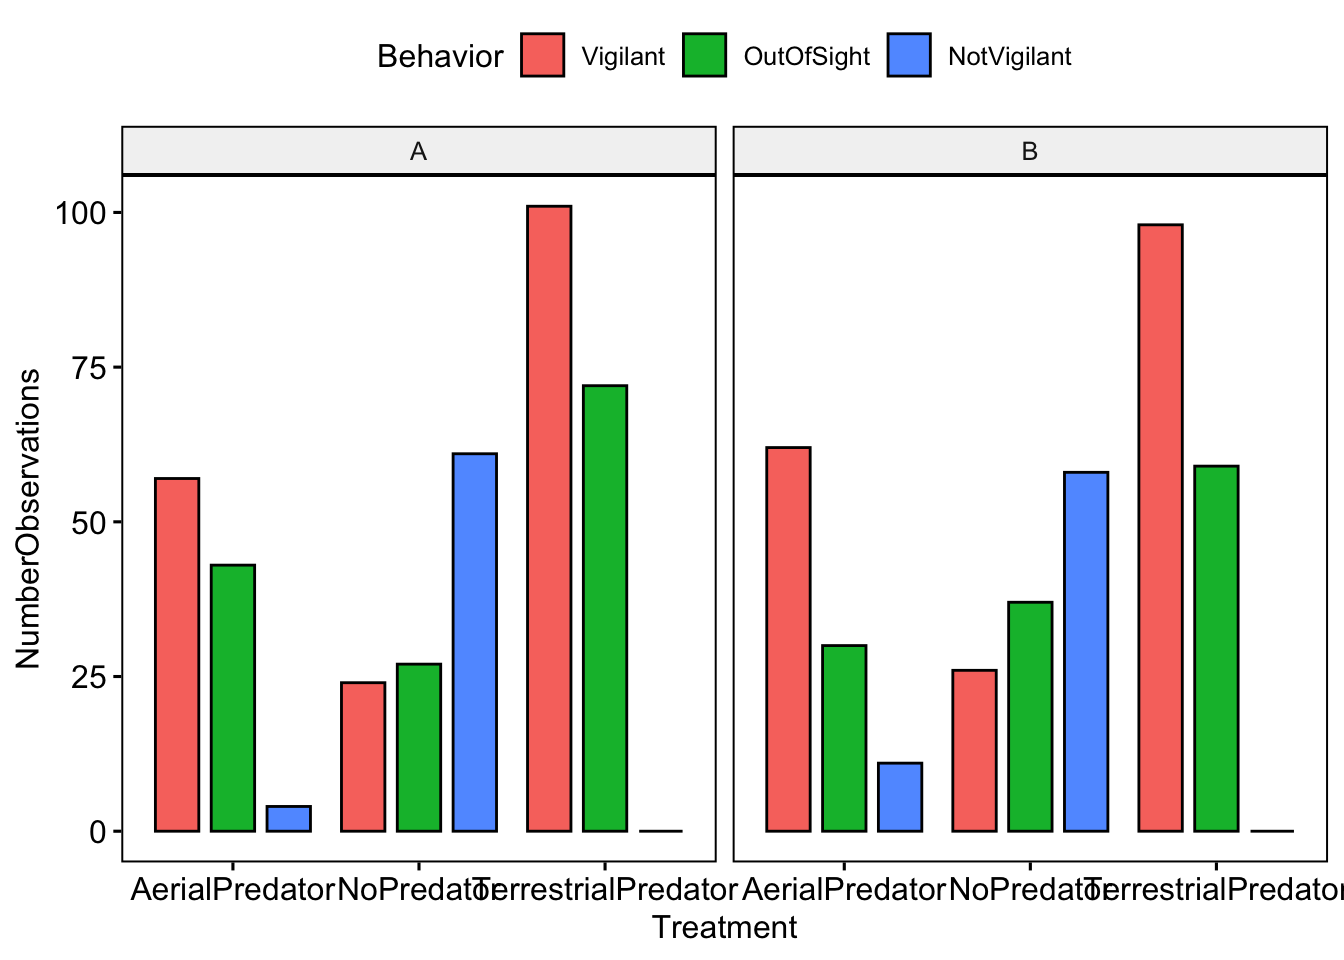 Behavior Vigilant OutOfSight NotVigilant
A B
100
75
50
25
0
NumberObservations
AerialPredator NoPredator TerrestrialPredator AerialPredator NoPredator TerrestrialPredator
Treatment